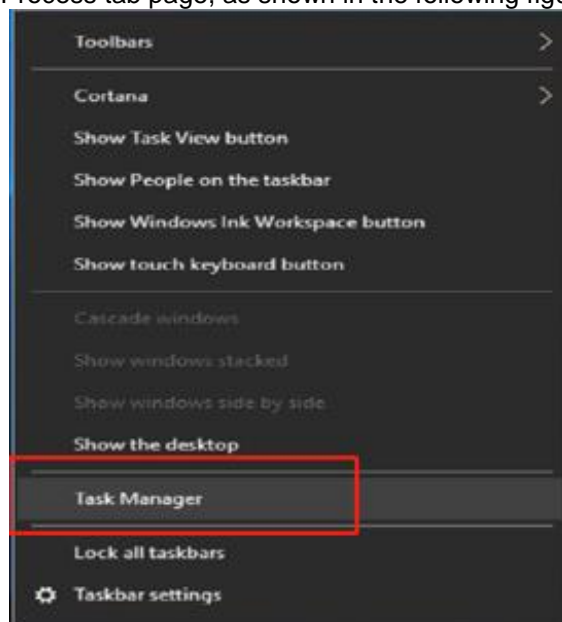 Process tab page, as shown in the following
Toolbars
Cortana
Show Task View button
Show People on the taskbar
Show Windows Ink Workspace button
Show touch keyboard button
Cascade windows
Show windows stacked
Show windows side by side
Show the desktop
Task Manager
Lock all taskbars
Taskbar settings